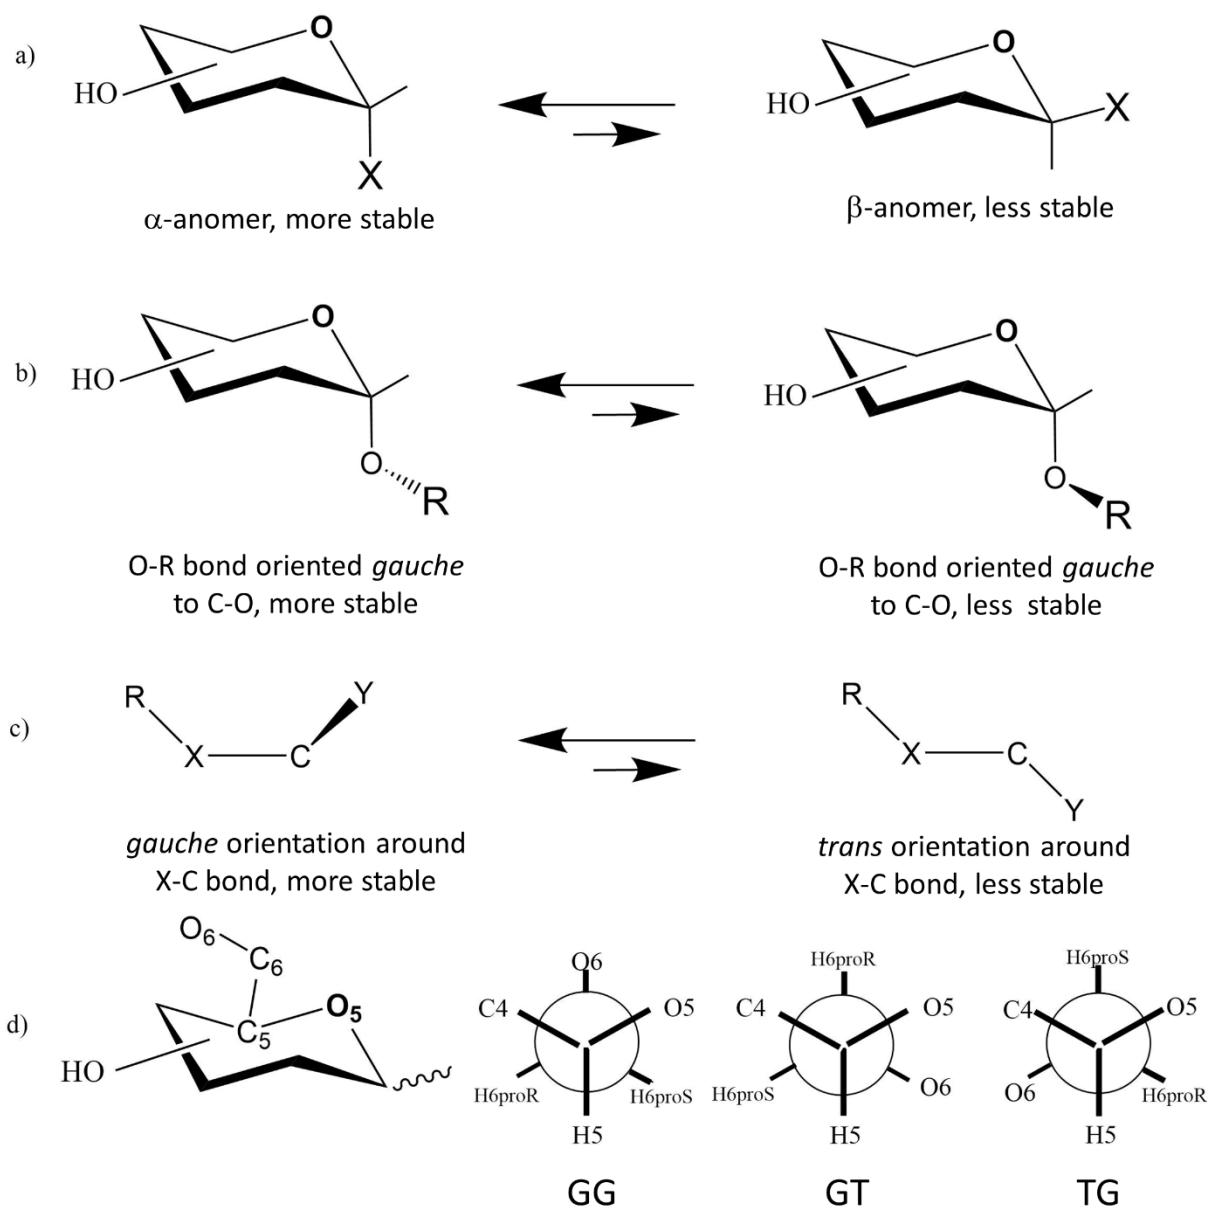 a)
O
HO
X
α-anomer, more stable
O
HO
X
β-anomer, less stable
b)
O
HO
O
R
O-R bond oriented gauche
to C-O, more stable
O
HO
O
R
O-R bond oriented gauche
to C-O, less stable
c)
R
Y
X
C
gauche orientation around
X-C bond, more stable
R
X
C
Y
trans orientation around
X-C bond, less stable
d)
O6
C6
O5
C5
HO
O6
C4
O5
H6proR
H6proS
H5
GG
H6proR
C4
O5
H6proS
O6
H5
GT
H6proS
C4
O5
O6
H6proR
H5
TG